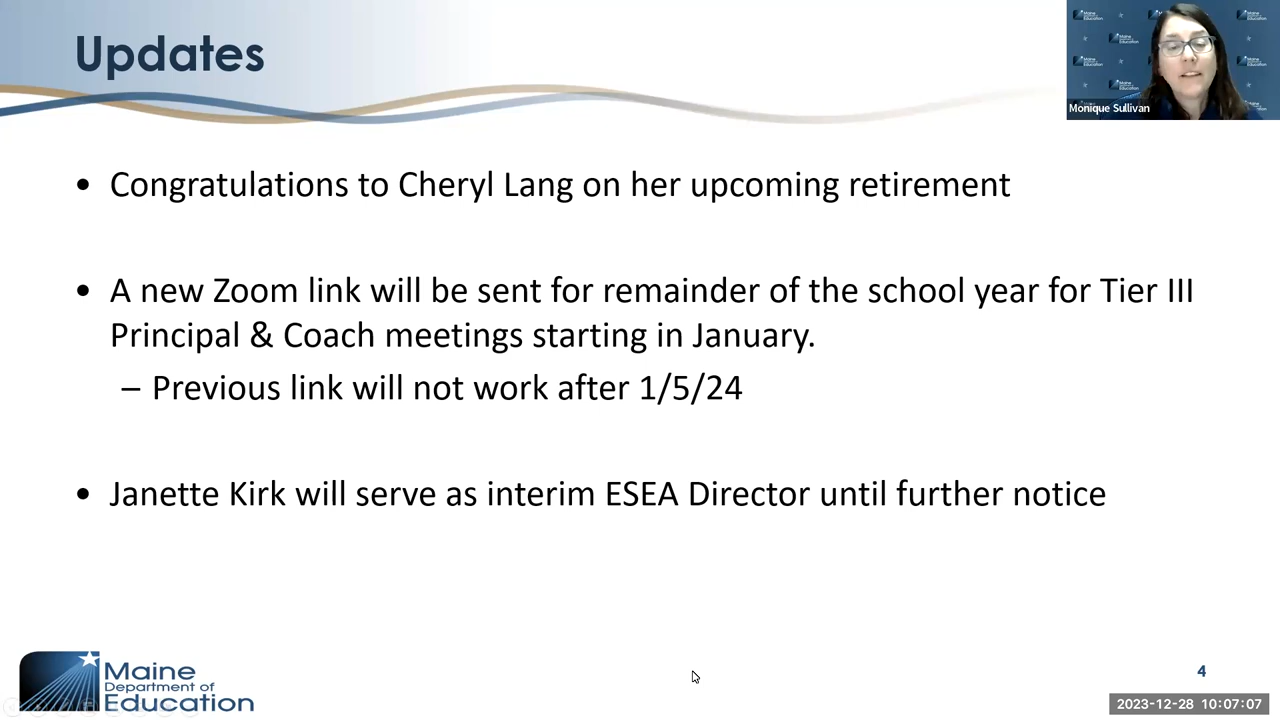 Updates
Monique Sullivan
• Congratulations to Cheryl Lang on her upcoming retirement
• A new Zoom link will be sent for remainder of the school year for Tier III
Principal & Coach meetings starting in January.
– Previous link will not work after 1/5/24
• Janette Kirk will serve as interim ESEA Director until further notice
Maine
Department of
Education
4
2023-12-28 10:07:07